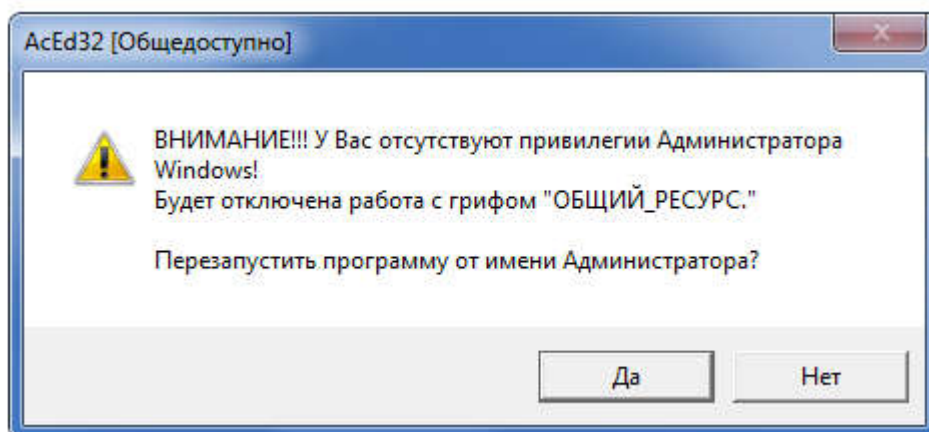 AcEd32 [Общедоступно]
ВНИМАНИЕ!!! У Вас отсутствуют привилегии Администратора
Windows!
Будет отключена работа с грифом "ОБЩИЙ_РЕСУРС."
Перезапустить программу от имени Администратора?
Да
Нет